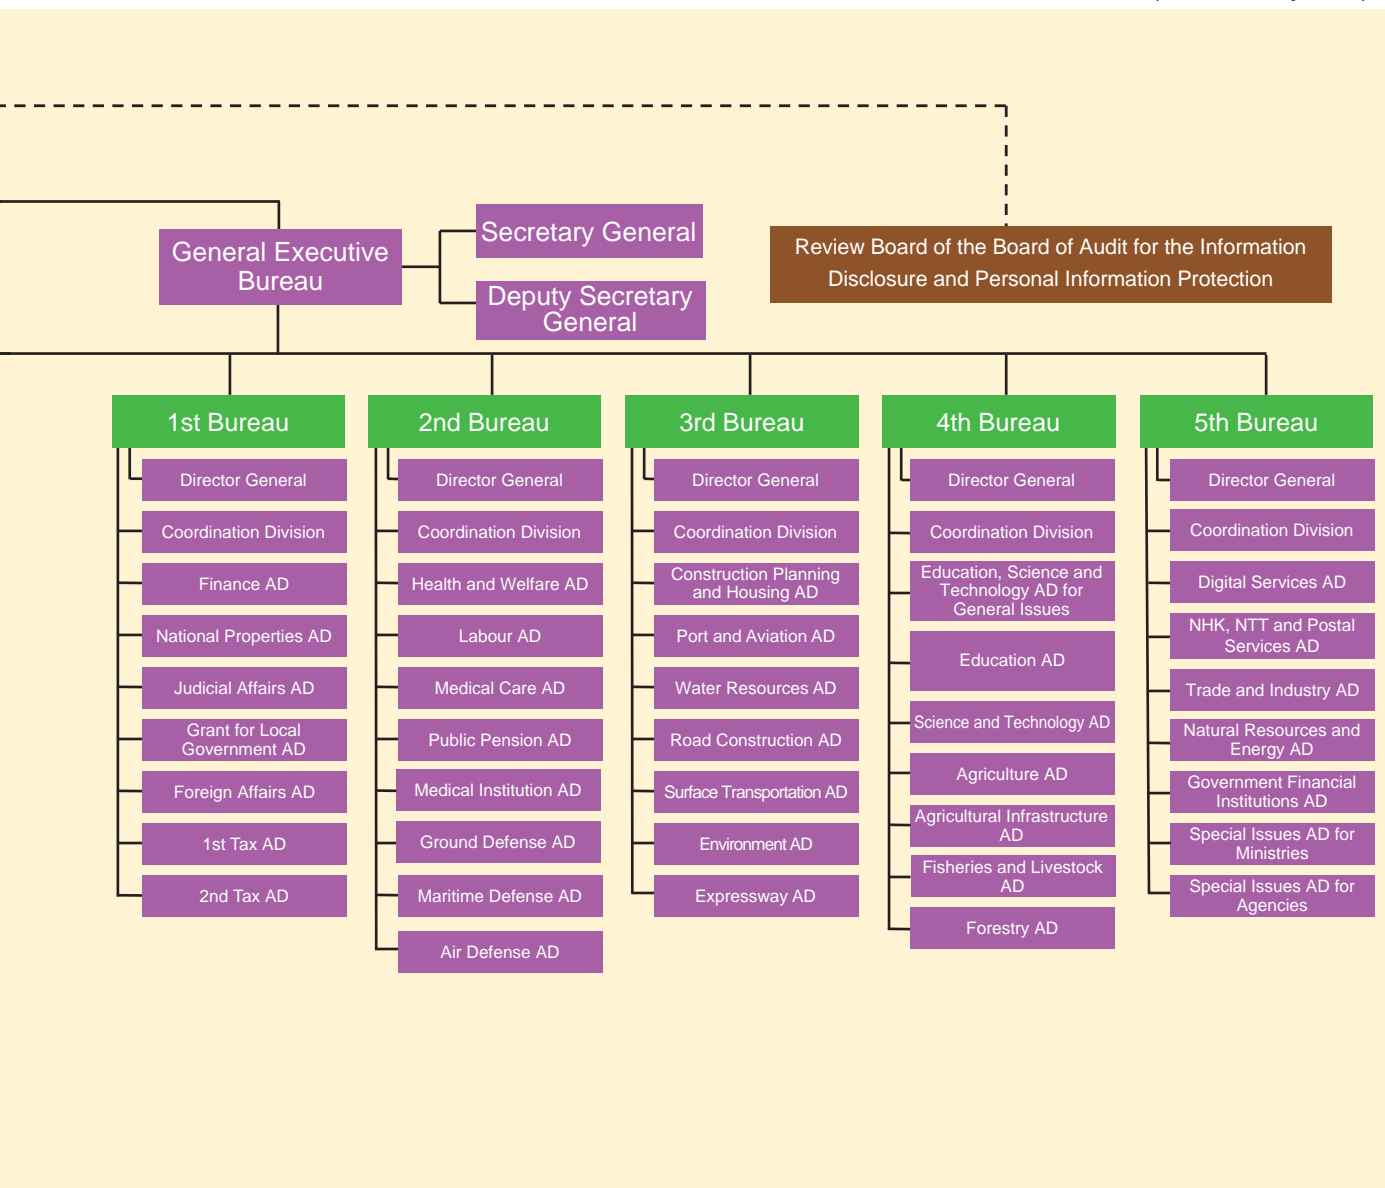 General Executive
Bureau
Secretary General
Deputy Secretary
General
Review Board of the Board of Audit for the Information
Disclosure and Personal Information Protection
1st Bureau
Director General
Coordination Division
Finance AD
National Properties AD
Judicial Affairs AD
Grant for Local
Government AD
Foreign Affairs AD
1st Tax AD
2nd Tax AD
2nd Bureau
Director General
Coordination Division
Health and Welfare AD
Labour AD
Medical Care AD
Public Pension AD
Medical Institution AD
Ground Defense AD
Maritime Defense AD
Air Defense AD
3rd Bureau
Director General
Coordination Division
Construction Planning
and Housing AD
Port and Aviation AD
Water Resources AD
Road Construction AD
Surface Transportation AD
Environment AD
Expressway AD
4th Bureau
Director General
Coordination Division
Education, Science and
Technology AD for
General Issues
Education AD
Science and Technology AD
Agriculture AD
Agricultural Infrastructure
AD
Fisheries and Livestock
AD
Forestry AD
5th Bureau
Director General
Coordination Division
Digital Services AD
NHK, NTT and Postal
Services AD
Trade and Industry AD
Natural Resources and
Energy AD
Government Financial
Institutions AD
Special Issues AD for
Ministries
Special Issues AD for
Agencies